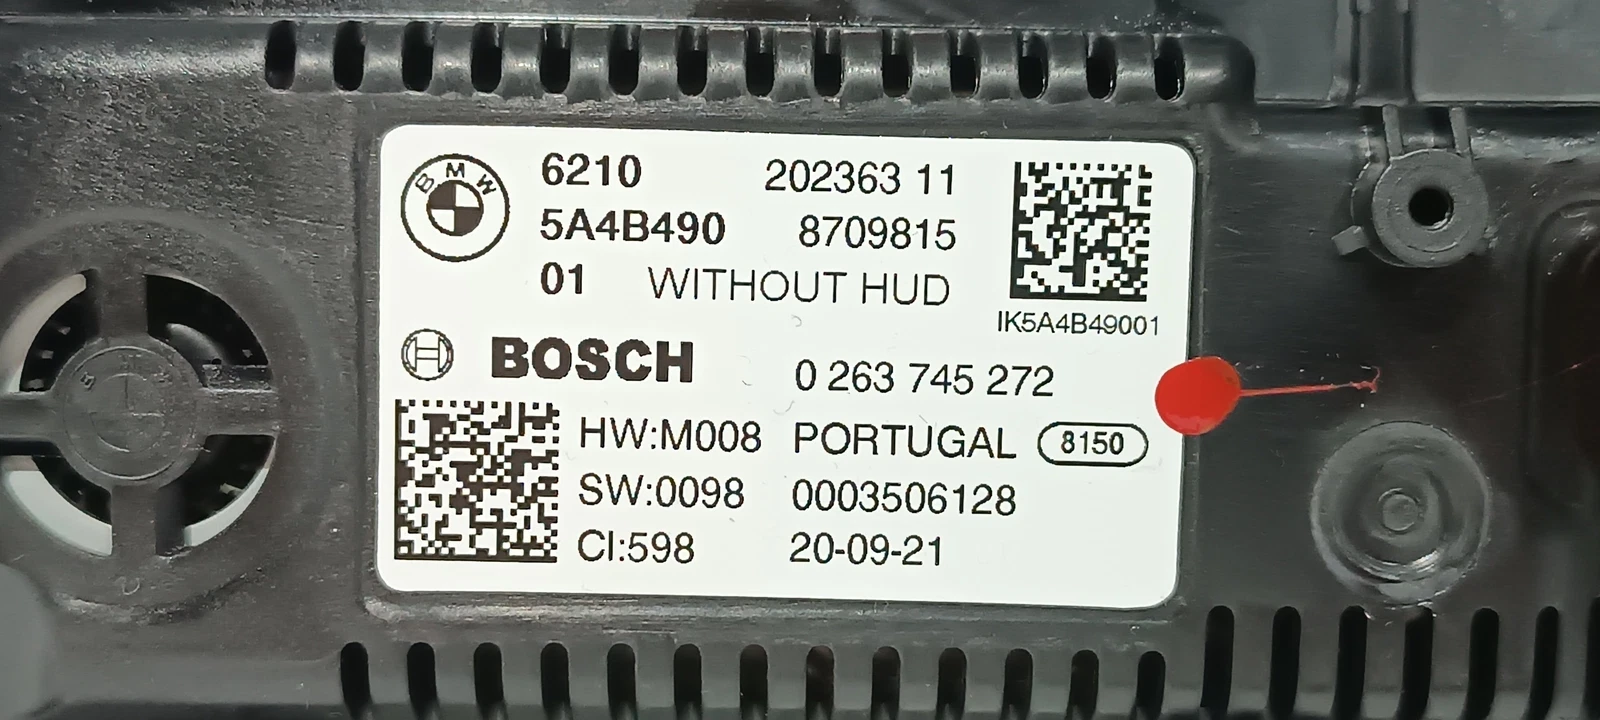 BMW
6210 202363 11
5A4B490 8709815
01 WITHOUT HUD
IK5A4B49001
BOSCH 0 263 745 272
HW:M008 PORTUGAL 8150
SW:0098 0003506128
CI:598 20-09-21